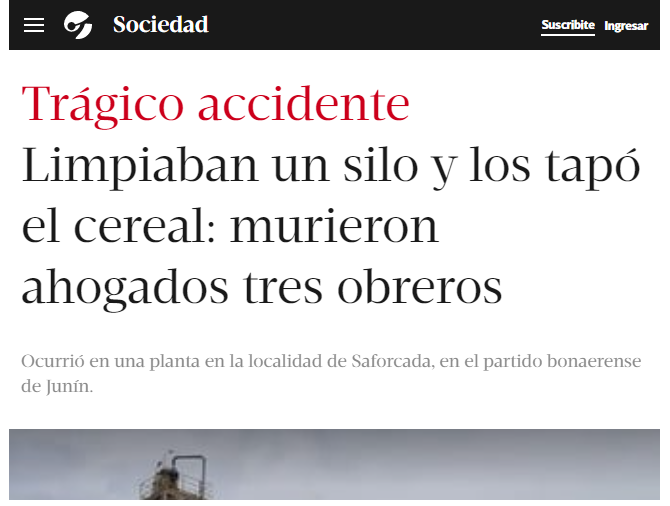 Sociedad
Suscribite Ingresar
Trágico accidente
Limpiaban un silo y los tapó
el cereal: murieron
ahogados tres obreros
Ocurrió en una planta en la localidad de Saforcada, en el partido bonaerense
de Junín.